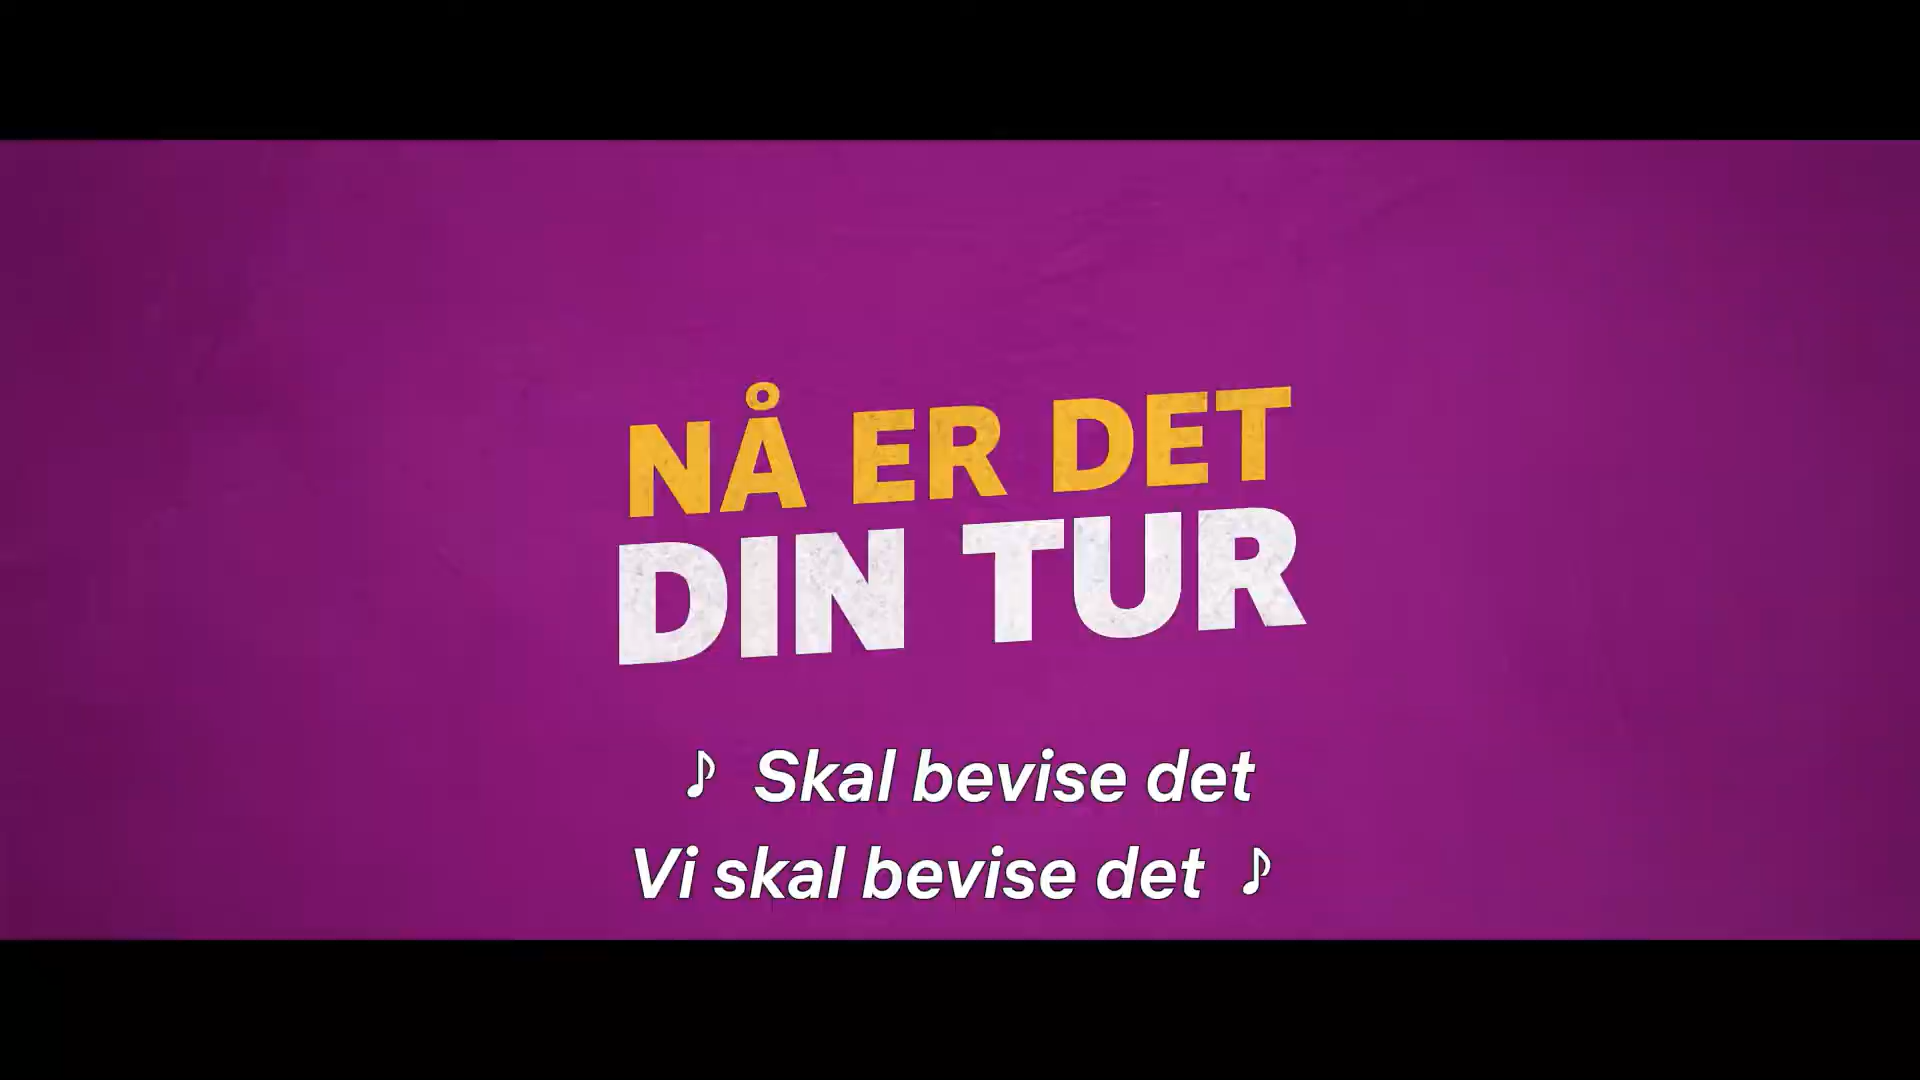 NÅ ER DET
DIN TUR
♪ Skal bevise det
Vi skal bevise det ♪